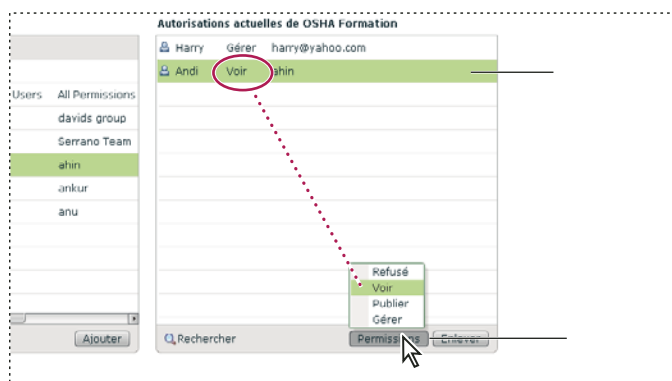 Autorisations actuelles de OSHA Formation
Harry Gérer harry@yahoo.com
Andi Voir ahin
Users All Permissions
davids group
Serrano Team
ahin
ankur
anu
Refusé
Voir
Publier
Gérer
Ajouter
Rechercher
Permissions
Enlever